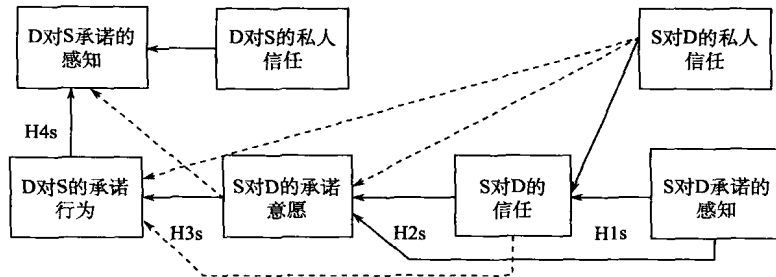 D对S承诺的
感知
D对S的私人
信任
S对D的私人
信任
H4s
D对S的承诺
行为
S对D的承诺
意愿
S对D的
信任
S对D承诺的
感知
H3s
H2s
H1s